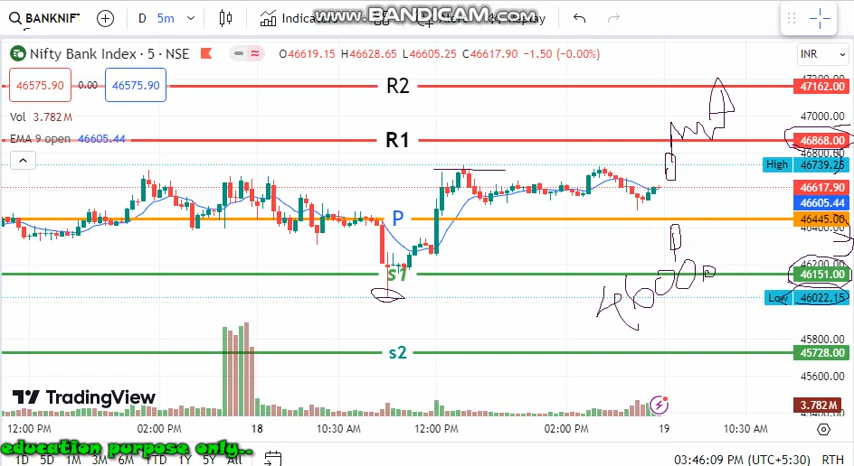 BANKNIF
D 5m
Indicators
Replay
www.BANDICAM.com
Nifty Bank Index · 5 · NSE
O46619.15 H46628.65 L46605.25 C46617.90 -1.50 (-0.00%)
INR
46575.90 0.00 46575.90
Vol 3.782 M
EMA 9 open 46605.44
R2
R1
P
s1
s2
47162.00
47000.00
46868.00
High 46739.25
46617.90
46605.44
46445.00
46151.00
Low 46022.15
45800.00
45728.00
45600.00
3.782 M
46000 P
TradingView
12:00 PM 02:00 PM 18 10:30 AM 12:00 PM 02:00 PM 19 10:30 AM
education purpose only..
1D 5D 1M 3M 6M YTD 1Y 5Y All
03:46:09 PM (UTC+5:30) RTH